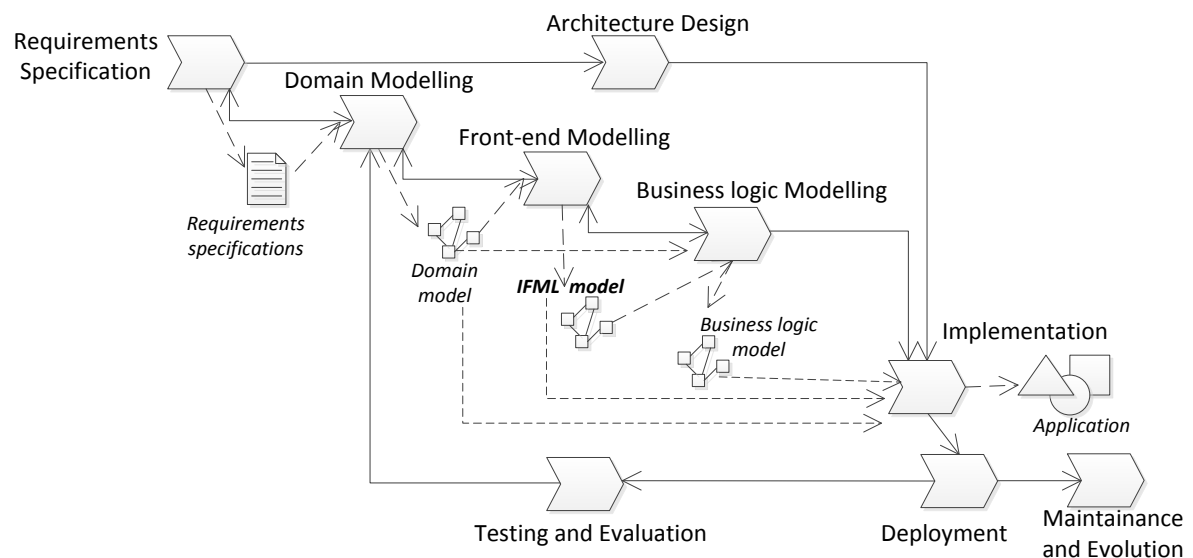 Architecture Design
Requirements
Specification
Domain Modelling
Front-end Modelling
Business logic Modelling
Requirements
specifications
Domain
model
IFML model
Business logic
model
Implementation
Application
Testing and Evaluation
Deployment
Maintainance
and Evolution